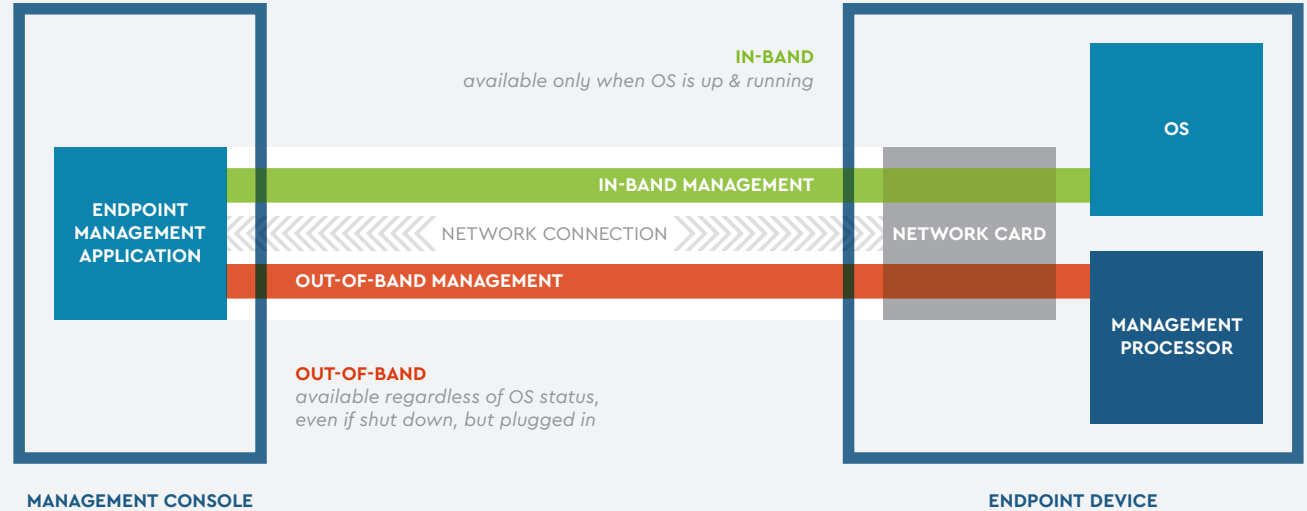 IN-BAND
available only when OS is up & running
OS
IN-BAND MANAGEMENT
ENDPOINT
MANAGEMENT
APPLICATION
NETWORK CONNECTION
NETWORK CARD
OUT-OF-BAND MANAGEMENT
MANAGEMENT
PROCESSOR
OUT-OF-BAND
available regardless of OS status,
even if shut down, but plugged in
MANAGEMENT CONSOLE
ENDPOINT DEVICE